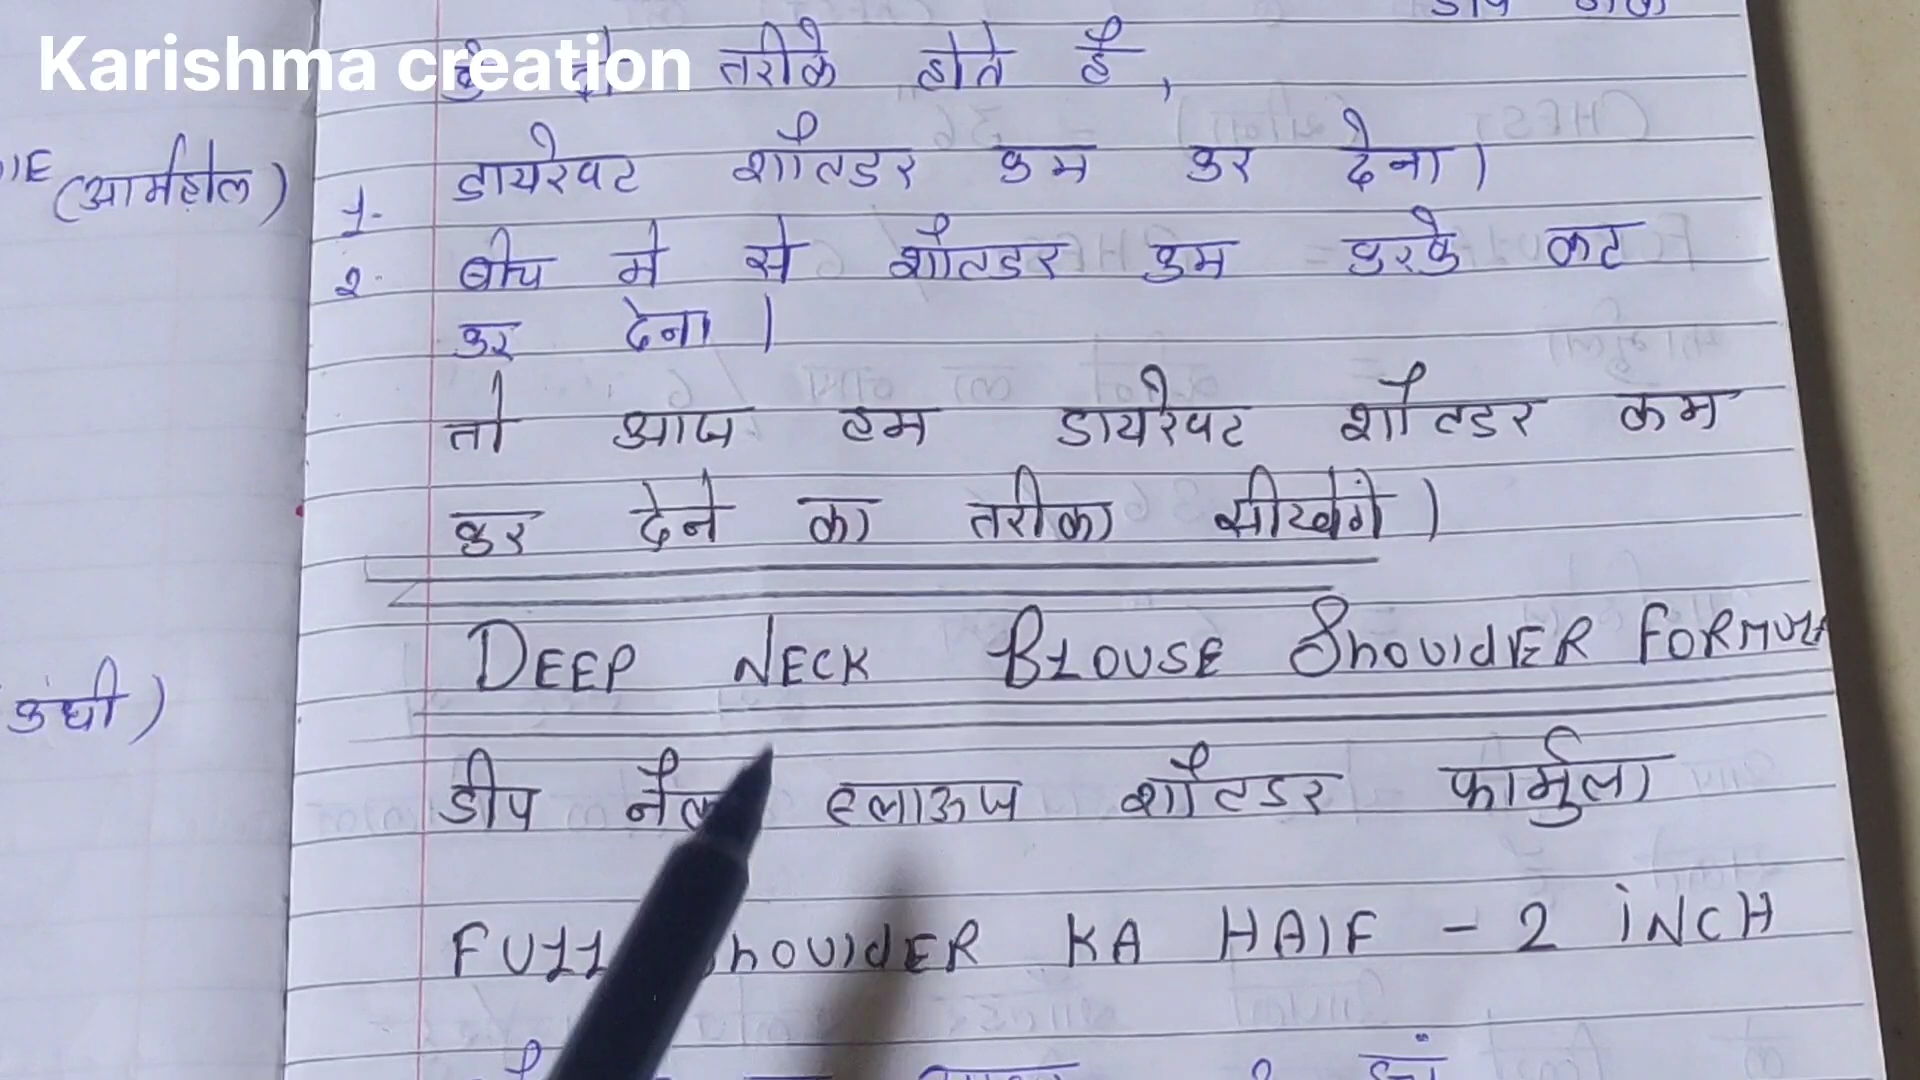 Karishma creation
दो तरीके होते है,
(आर्महोल)
1. डायरेक्ट शौल्डर कम कर देना।
2. बीच मे से शौल्डर कम करके कट
कर देना।
तो आज हम डायरेक्ट शौल्डर कम
कर देने का तरीका सीखेंगे।
DEEP NECK BLOUSE ShoulDER FORMULA
कंधी)
डीप नैक ब्लाऊज शौल्डर फार्मुला
FULL ShoulDER KA HAlF - 2 iNCH